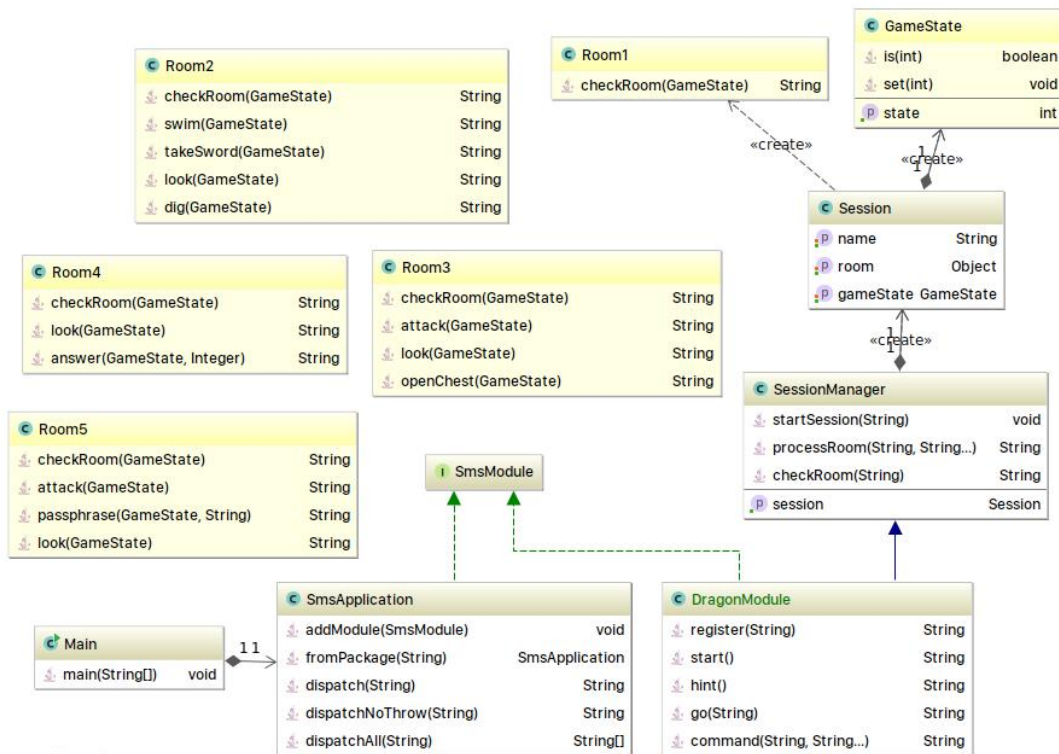 GameState
is(int) boolean
set(int) void
state int
Room1
checkRoom(GameState) String
Room2
checkRoom(GameState) String
swim(GameState) String
takeSword(GameState) String
look(GameState) String
dig(GameState) String
«create»
1
«create»
1
Session
name String
room Object
gameState GameState
Room4
checkRoom(GameState) String
look(GameState) String
answer(GameState, Integer) String
Room3
checkRoom(GameState) String
attack(GameState) String
look(GameState) String
openChest(GameState) String
1
«create»
1
SessionManager
startSession(String) void
processRoom(String, String...) String
checkRoom(String) String
session Session
Room5
checkRoom(GameState) String
attack(GameState) String
passphrase(GameState, String) String
look(GameState) String
I SmsModule
Main
main(String[]) void
1 1
SmsApplication
addModule(SmsModule) void
fromPackage(String) SmsApplication
dispatch(String) String
dispatchNoThrow(String) String
dispatchAll(String) String[]
DragonModule
register(String) String
start() String
hint() String
go(String) String
command(String, String...) String